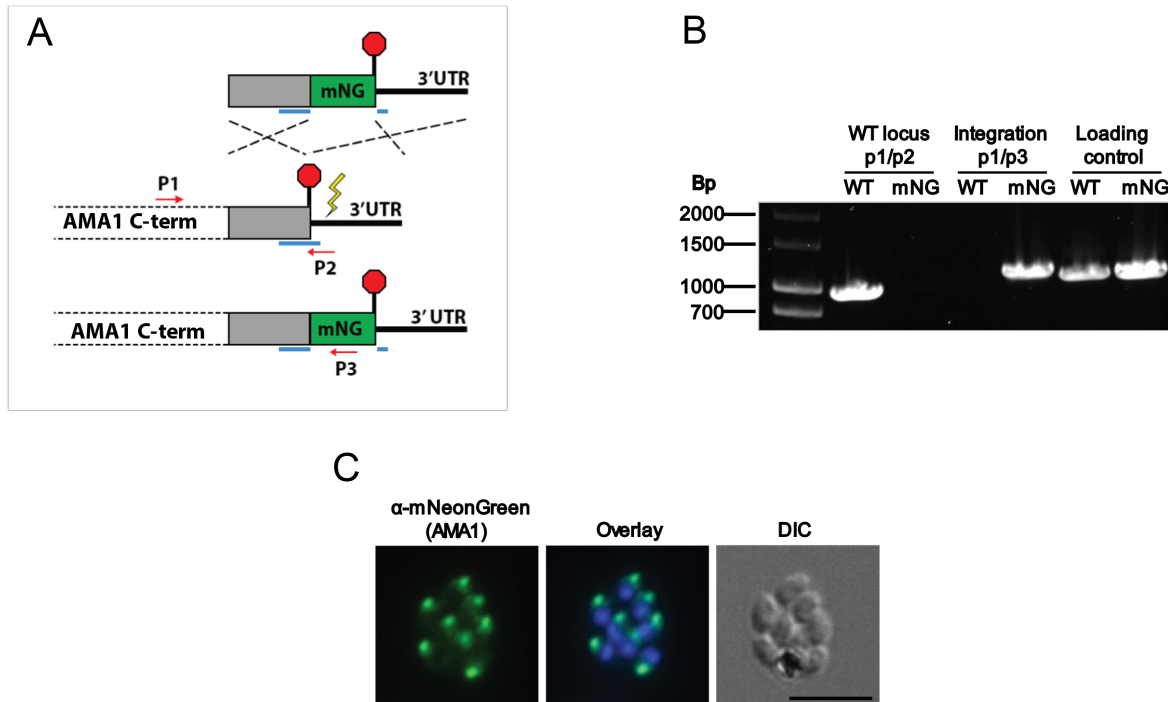 A
mNG
3'UTR
P1
AMA1 C-term
3'UTR
P2
AMA1 C-term
mNG
3' UTR
P3
B
WT locus
p1/p2
Integration
p1/p3
Loading
control
Bp
WT mNG
WT mNG
WT mNG
2000
1500
1000
700
C
α-mNeonGreen
(AMA1)
Overlay
DIC